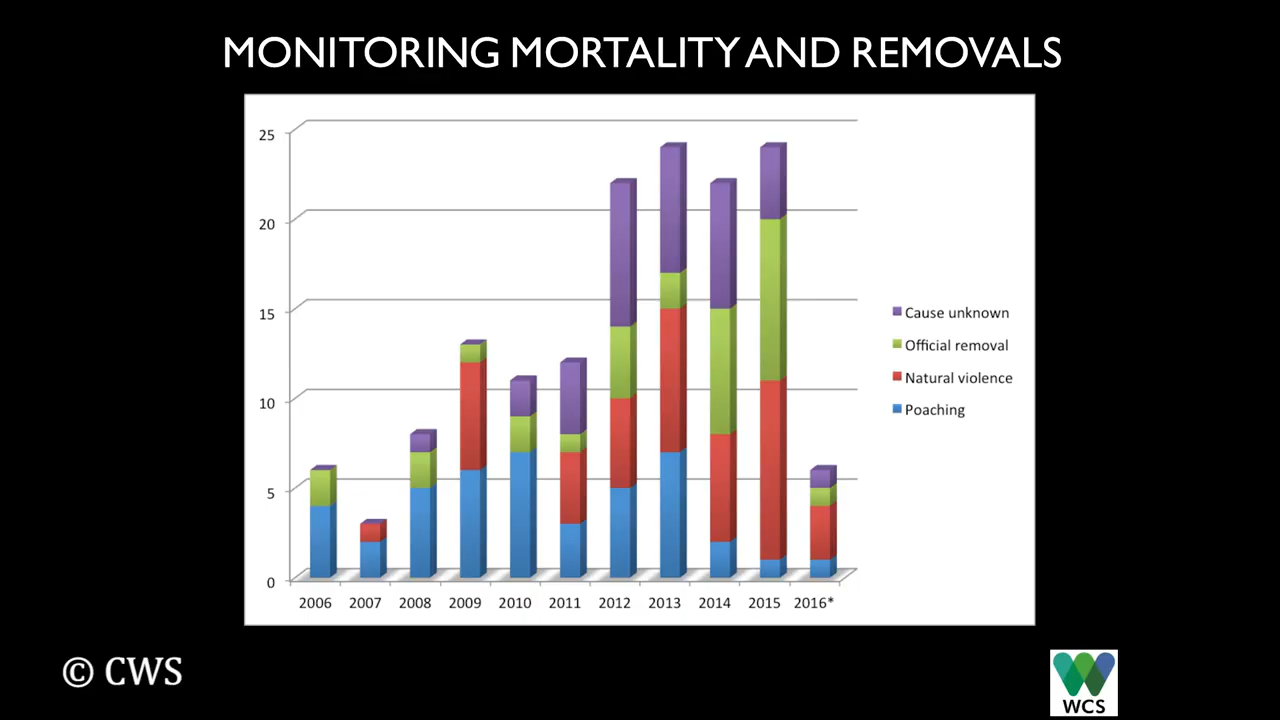 MONITORING MORTALITY AND REMOVALS
25
20
15
10
5
0
2006 2007 2008 2009 2010 2011 2012 2013 2014 2015 2016*
Cause unknown
Official removal
Natural violence
Poaching
© CWS
WCS